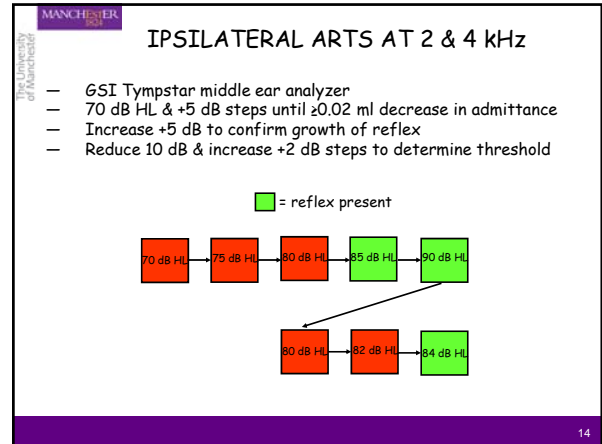 MANCHESTER
1824
The University
of Manchester
IPSILATERAL ARTS AT 2 & 4 kHz
— GSI Tympstar middle ear analyzer
— 70 dB HL & +5 dB steps until ≥0.02 ml decrease in admittance
— Increase +5 dB to confirm growth of reflex
— Reduce 10 dB & increase +2 dB steps to determine threshold
= reflex present
70 dB HL 75 dB HL 80 dB HL 85 dB HL 90 dB HL
80 dB HL 82 dB HL 84 dB HL
14